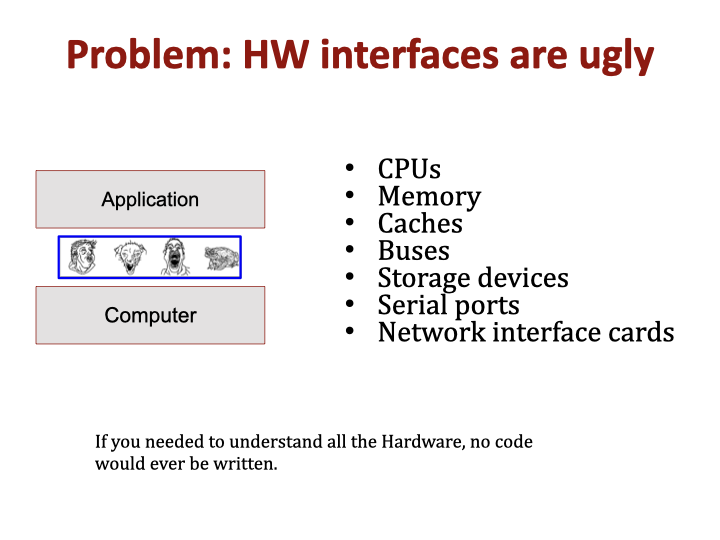 Problem: HW interfaces are ugly
Application
Computer
• CPUs
• Memory
• Caches
• Buses
• Storage devices
• Serial ports
• Network interface cards
If you needed to understand all the Hardware, no code
would ever be written.